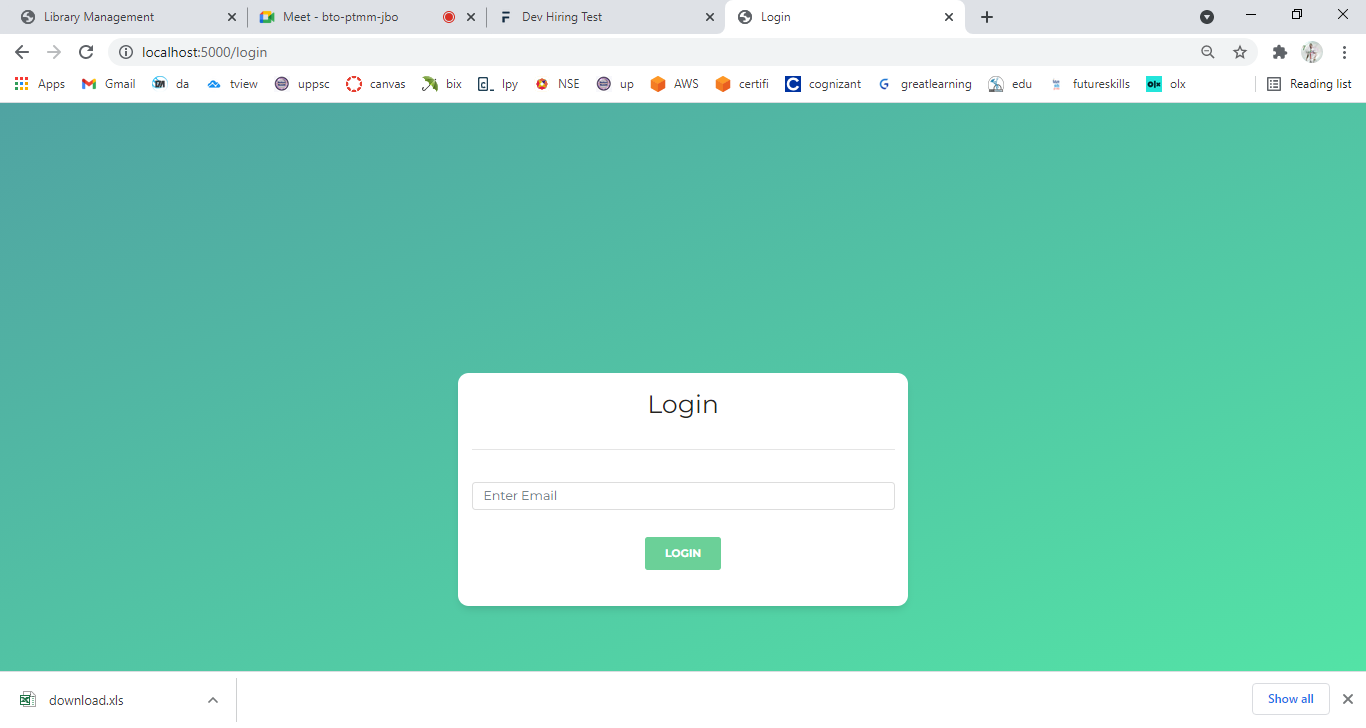 Library Management
Meet - bto-ptmm-jbo
Dev Hiring Test
Login
localhost:5000/login
Apps
Gmail
da
tview
uppsc
canvas
bix
lpy
NSE
up
AWS
certifi
cognizant
greatlearning
edu
futureskills
olx
Reading list
Login
Enter Email
LOGIN
download.xls
Show all